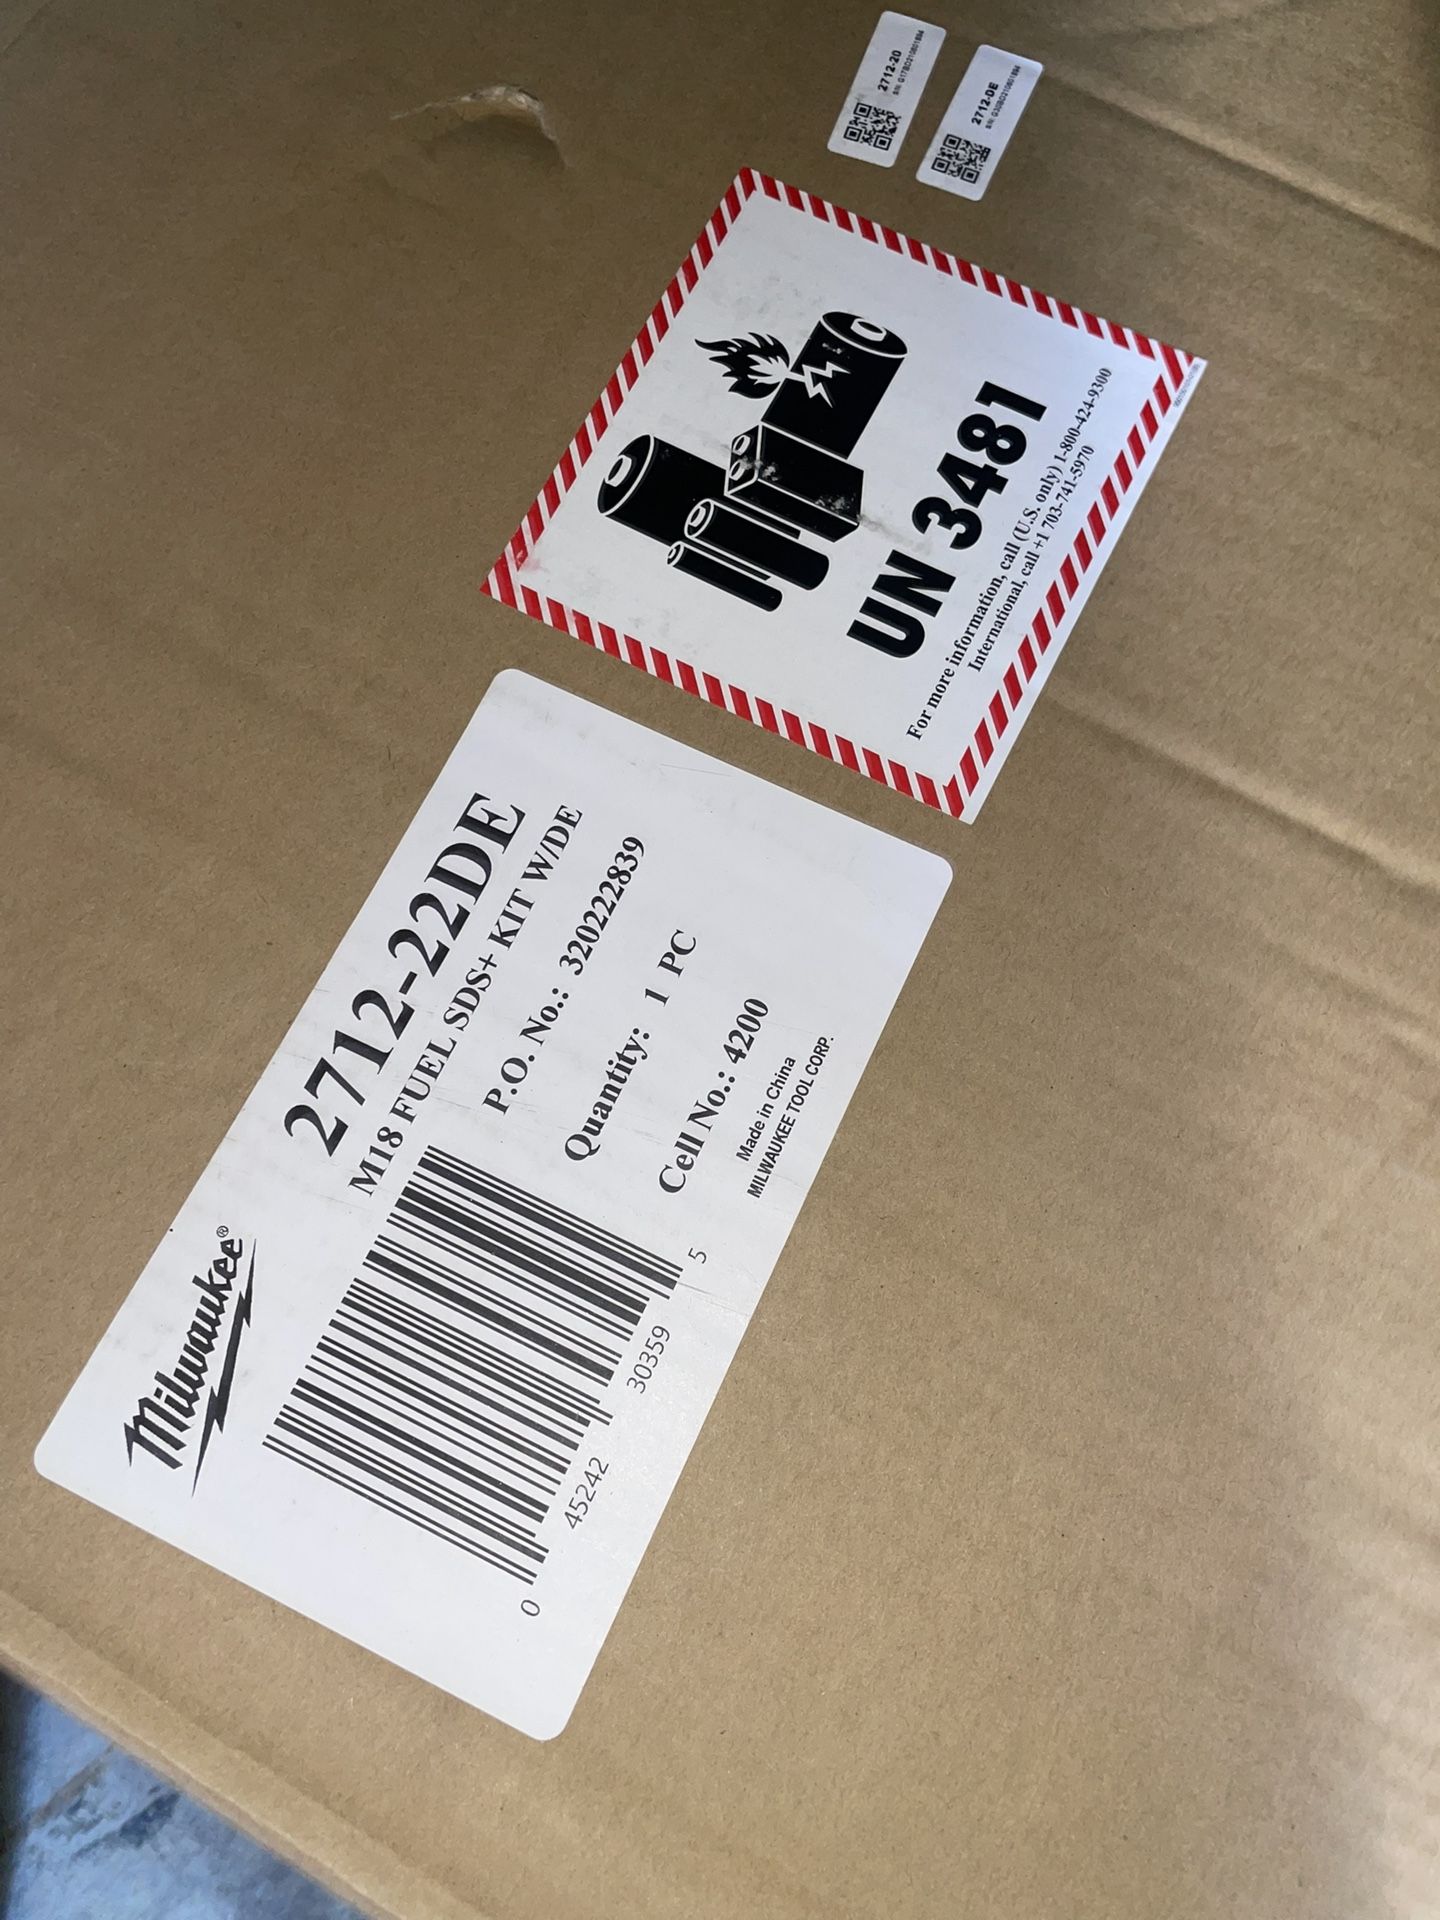 2712-20
2712-DE
UN 3481
For more information, call (U.S. only) 1-800-424-9300
International, call +1 703-741-5970
Milwaukee®
2712-22DE
M18 FUEL SDS+ KIT W/DE
P.O. No.: 320222839
Quantity: 1 PC
Cell No.: 4200
Made in China
MILWAUKEE TOOL CORP.
0 45242 30359 5